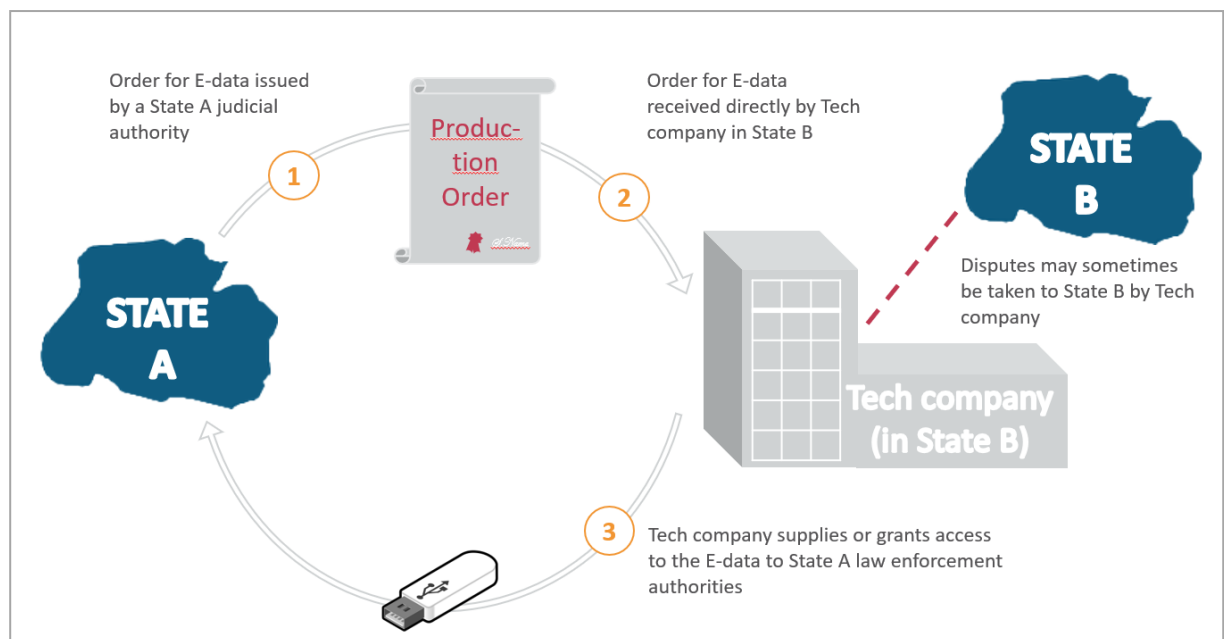 Order for E-data issued
by a State A judicial
authority
1
Produc-
tion
Order
S.Name
Order for E-data
received directly by Tech
company in State B
2
STATE
B
Disputes may sometimes
be taken to State B by Tech
company
STATE
A
Tech company
(in State B)
3
Tech company supplies or grants access
to the E-data to State A law enforcement
authorities